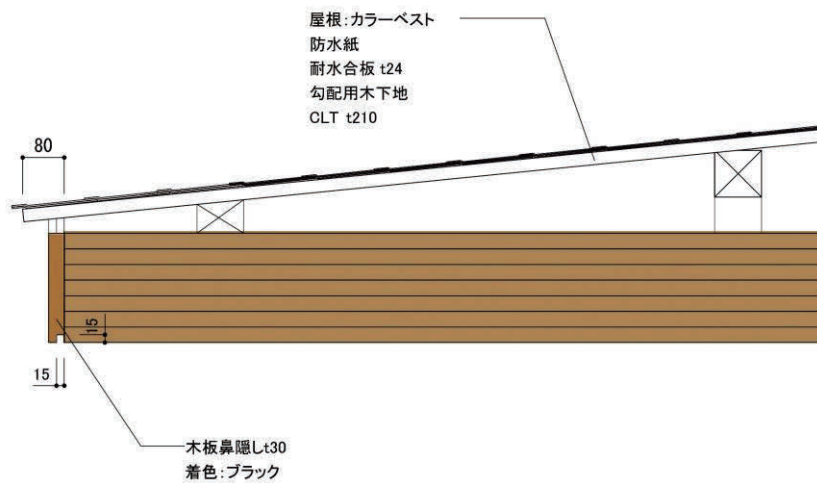 屋根:カラーベスト
防水紙
耐水合板 t24
勾配用木下地
CLT t210
80
15
15
木板鼻隠しt30
着色:ブラック